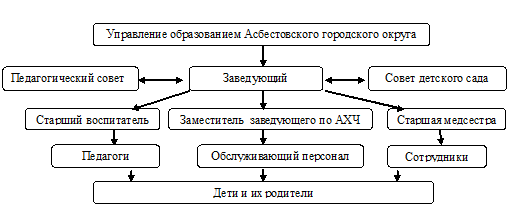 Управление образованием Асбестовского городского округа
Педагогический совет
Заведующий
Совет детского сада
Старший воспитатель
Заместитель заведующего по АХЧ
Старшая медсестра
Педагоги
Обслуживающий персонал
Сотрудники
Дети и их родители